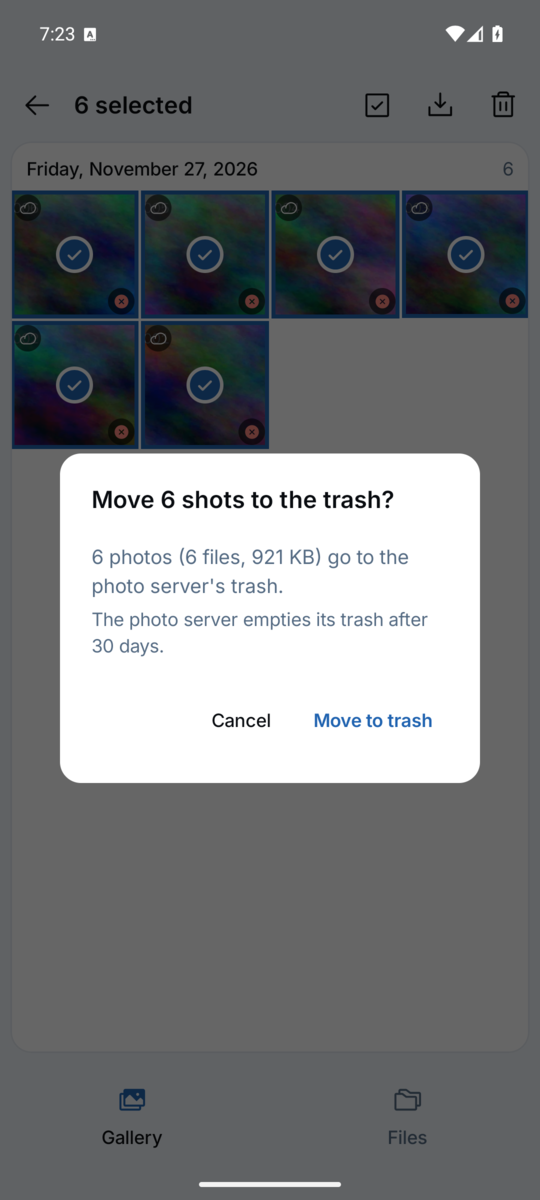 7:23 A
6 selected
Friday, November 27, 2026 6
Move 6 shots to the trash?
6 photos (6 files, 921 KB) go to the
photo server's trash.
The photo server empties its trash after
30 days.
Cancel Move to trash
Gallery Files